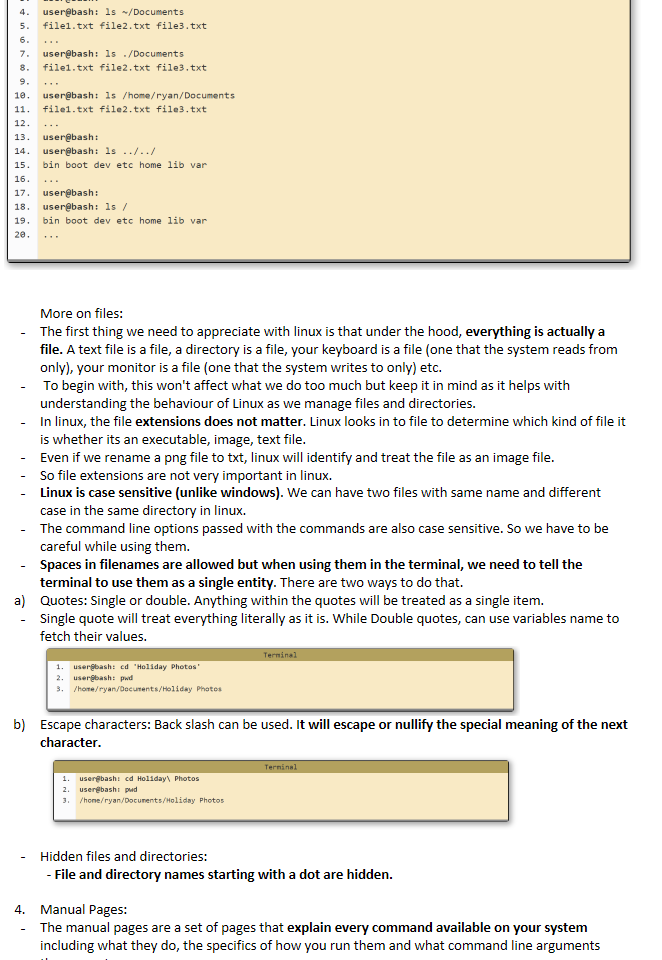 4. user@bash: ls ~/Documents
5. file1.txt file2.txt file3.txt
6. ...
7. user@bash: ls ./Documents
8. file1.txt file2.txt file3.txt
9. ...
10. user@bash: ls /home/ryan/Documents
11. file1.txt file2.txt file3.txt
12. ...
13. user@bash:
14. user@bash: ls ../../
15. bin boot dev etc home lib var
16. ...
17. user@bash:
18. user@bash: ls /
19. bin boot dev etc home lib var
20. ...
More on files:
- The first thing we need to appreciate with linux is that under the hood, everything is actually a
file. A text file is a file, a directory is a file, your keyboard is a file (one that the system reads from
only), your monitor is a file (one that the system writes to only) etc.
- To begin with, this won't affect what we do too much but keep it in mind as it helps with
understanding the behaviour of Linux as we manage files and directories.
- In linux, the file extensions does not matter. Linux looks in to file to determine which kind of file it
is whether its an executable, image, text file.
- Even if we rename a png file to txt, linux will identify and treat the file as an image file.
- So file extensions are not very important in linux.
- Linux is case sensitive (unlike windows). We can have two files with same name and different
case in the same directory in linux.
- The command line options passed with the commands are also case sensitive. So we have to be
careful while using them.
- Spaces in filenames are allowed but when using them in the terminal, we need to tell the
terminal to use them as a single entity. There are two ways to do that.
a) Quotes: Single or double. Anything within the quotes will be treated as a single item.
- Single quote will treat everything literally as it is. While Double quotes, can use variables name to
fetch their values.
Terminal
1. user@bash: cd 'Holiday Photos'
2. user@bash: pwd
3. /home/ryan/Documents/Holiday Photos
b) Escape characters: Back slash can be used. It will escape or nullify the special meaning of the next
character.
Terminal
1. user@bash: cd Holiday\ Photos
2. user@bash: pwd
3. /home/ryan/Documents/Holiday Photos
- Hidden files and directories:
- File and directory names starting with a dot are hidden.
4. Manual Pages:
- The manual pages are a set of pages that explain every command available on your system
including what they do, the specifics of how you run them and what command line arguments